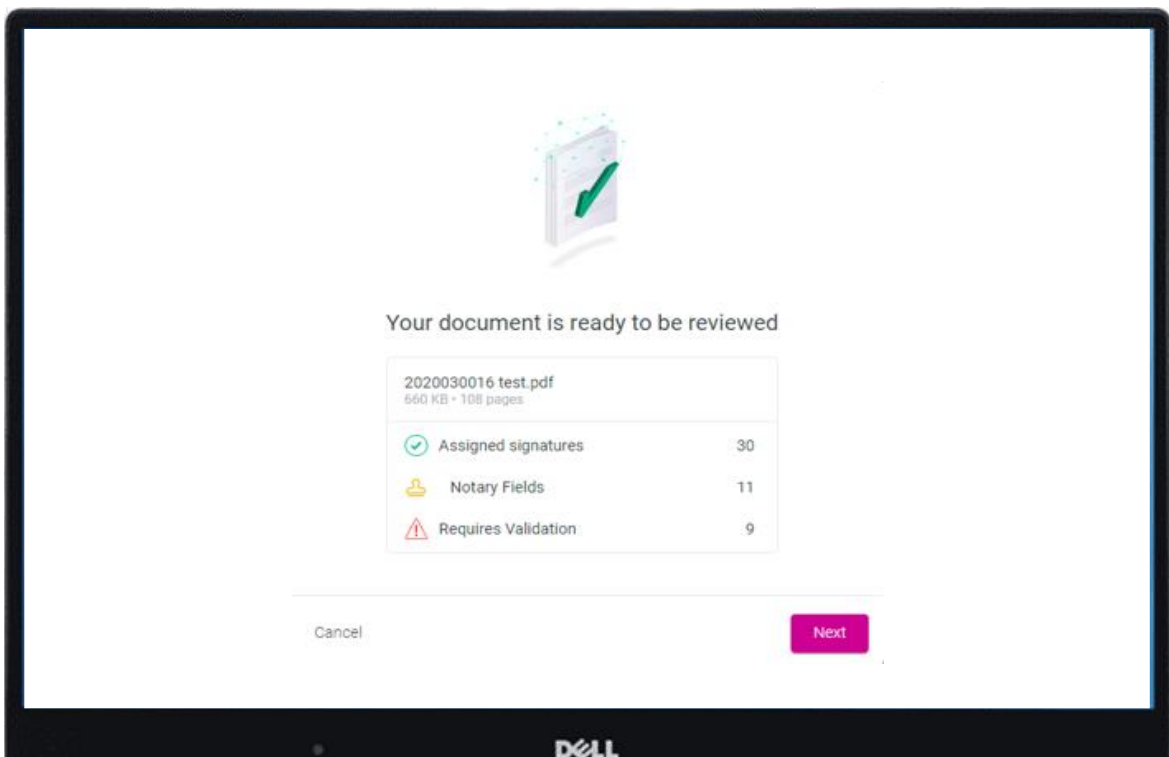 Your document is ready to be reviewed
2020030016 test.pdf
660 KB • 108 pages
Assigned signatures 30
Notary Fields 11
Requires Validation 9
Cancel Next
DELL